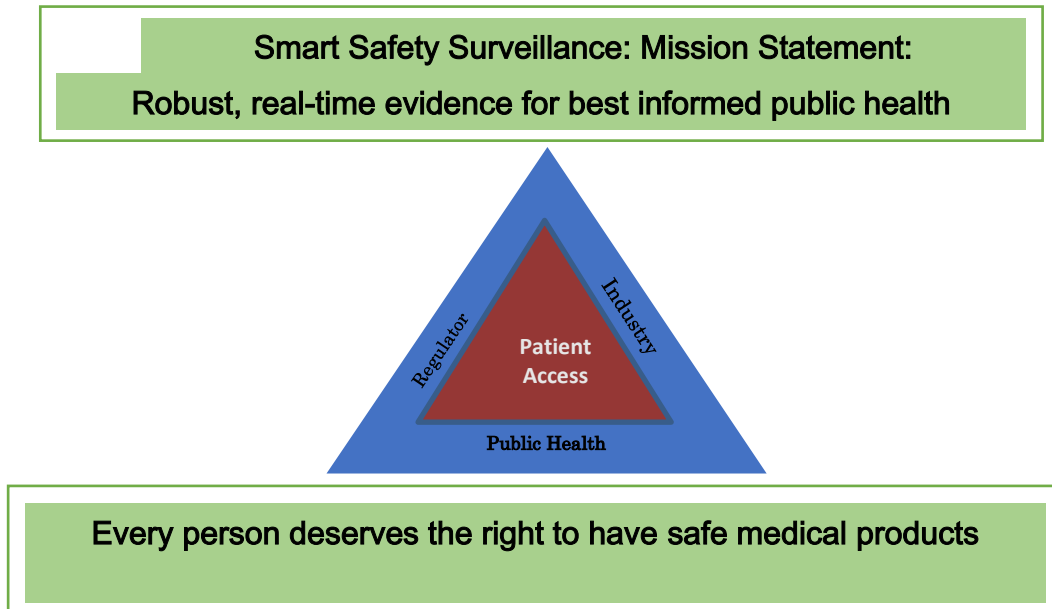 Smart Safety Surveillance: Mission Statement:
Robust, real-time evidence for best informed public health
Regulator
Industry
Patient
Access
Public Health
Every person deserves the right to have safe medical products